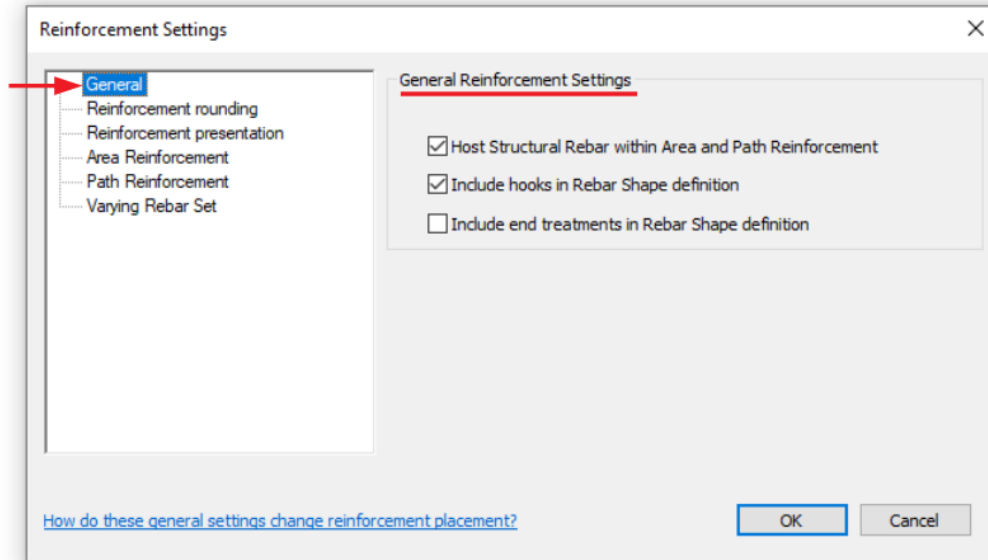 Reinforcement Settings
General
Reinforcement rounding
Reinforcement presentation
Area Reinforcement
Path Reinforcement
Varying Rebar Set
General Reinforcement Settings
Host Structural Rebar within Area and Path Reinforcement
Include hooks in Rebar Shape definition
Include end treatments in Rebar Shape definition
How do these general settings change reinforcement placement?
OK
Cancel